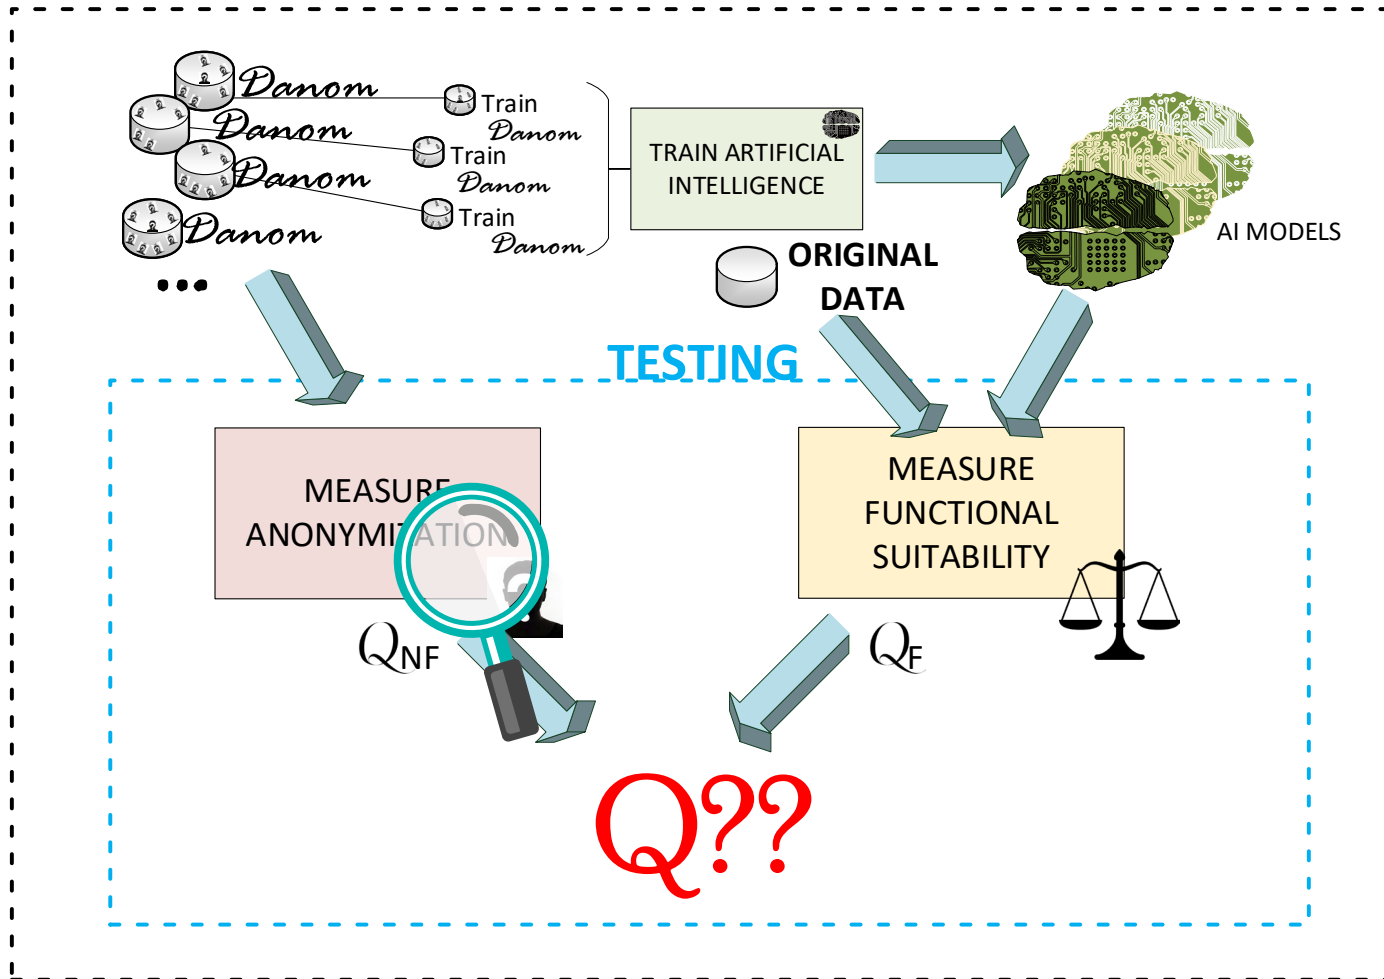 Danom
Danom
Danom
Danom
...
Train
Danom
Train
Danom
Train
Danom
TRAIN ARTIFICIAL
INTELLIGENCE
AI MODELS
ORIGINAL
DATA
TESTING
MEASURE
ANONYMITATION
MEASURE
FUNCTIONAL
SUITABILITY
QNF
QF
Q??